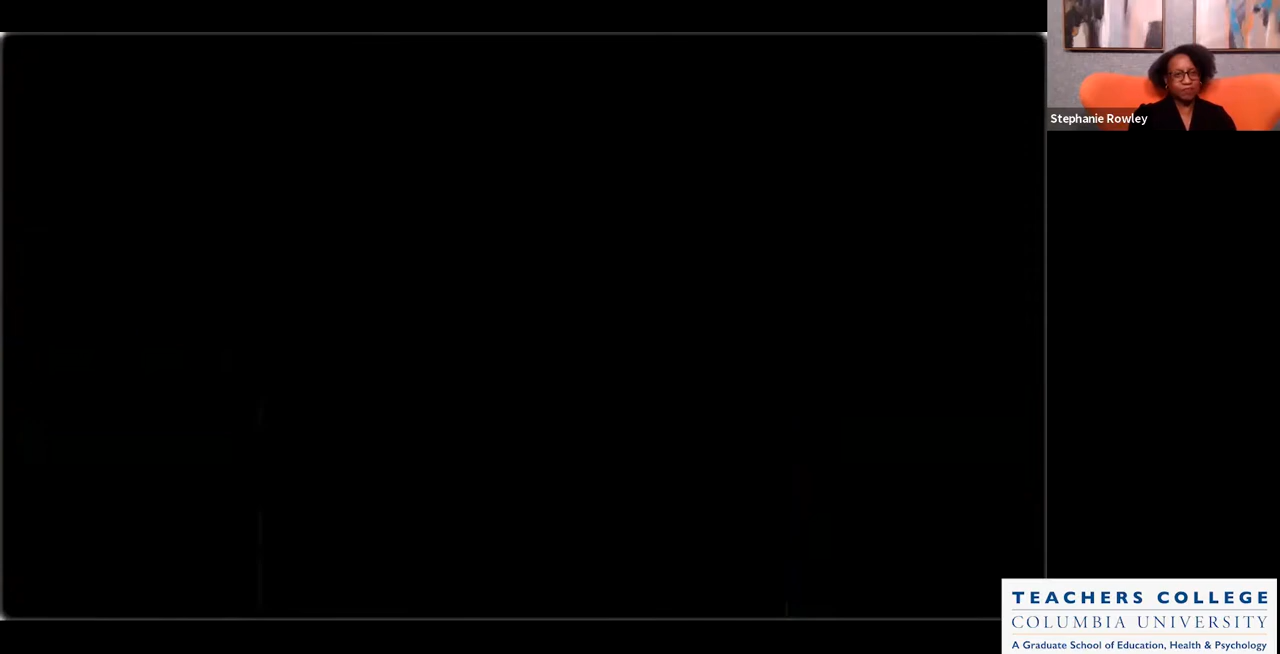 Stephanie Rowley
TEACHERS COLLEGE
COLUMBIA UNIVERSITY
A Graduate School of Education, Health & Psychology